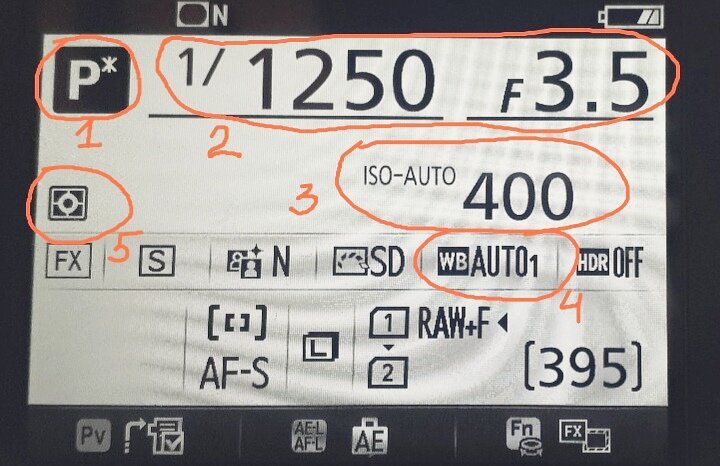 N
P* 1/1250 F3.5
1 2
ISO-AUTO 400
3
5
FX S N SD WB AUTO1 HDR OFF
4
[ ] 1 RAW+F
AF-S L 2 [395]
Pv AE-L AF-L AE Fn FX